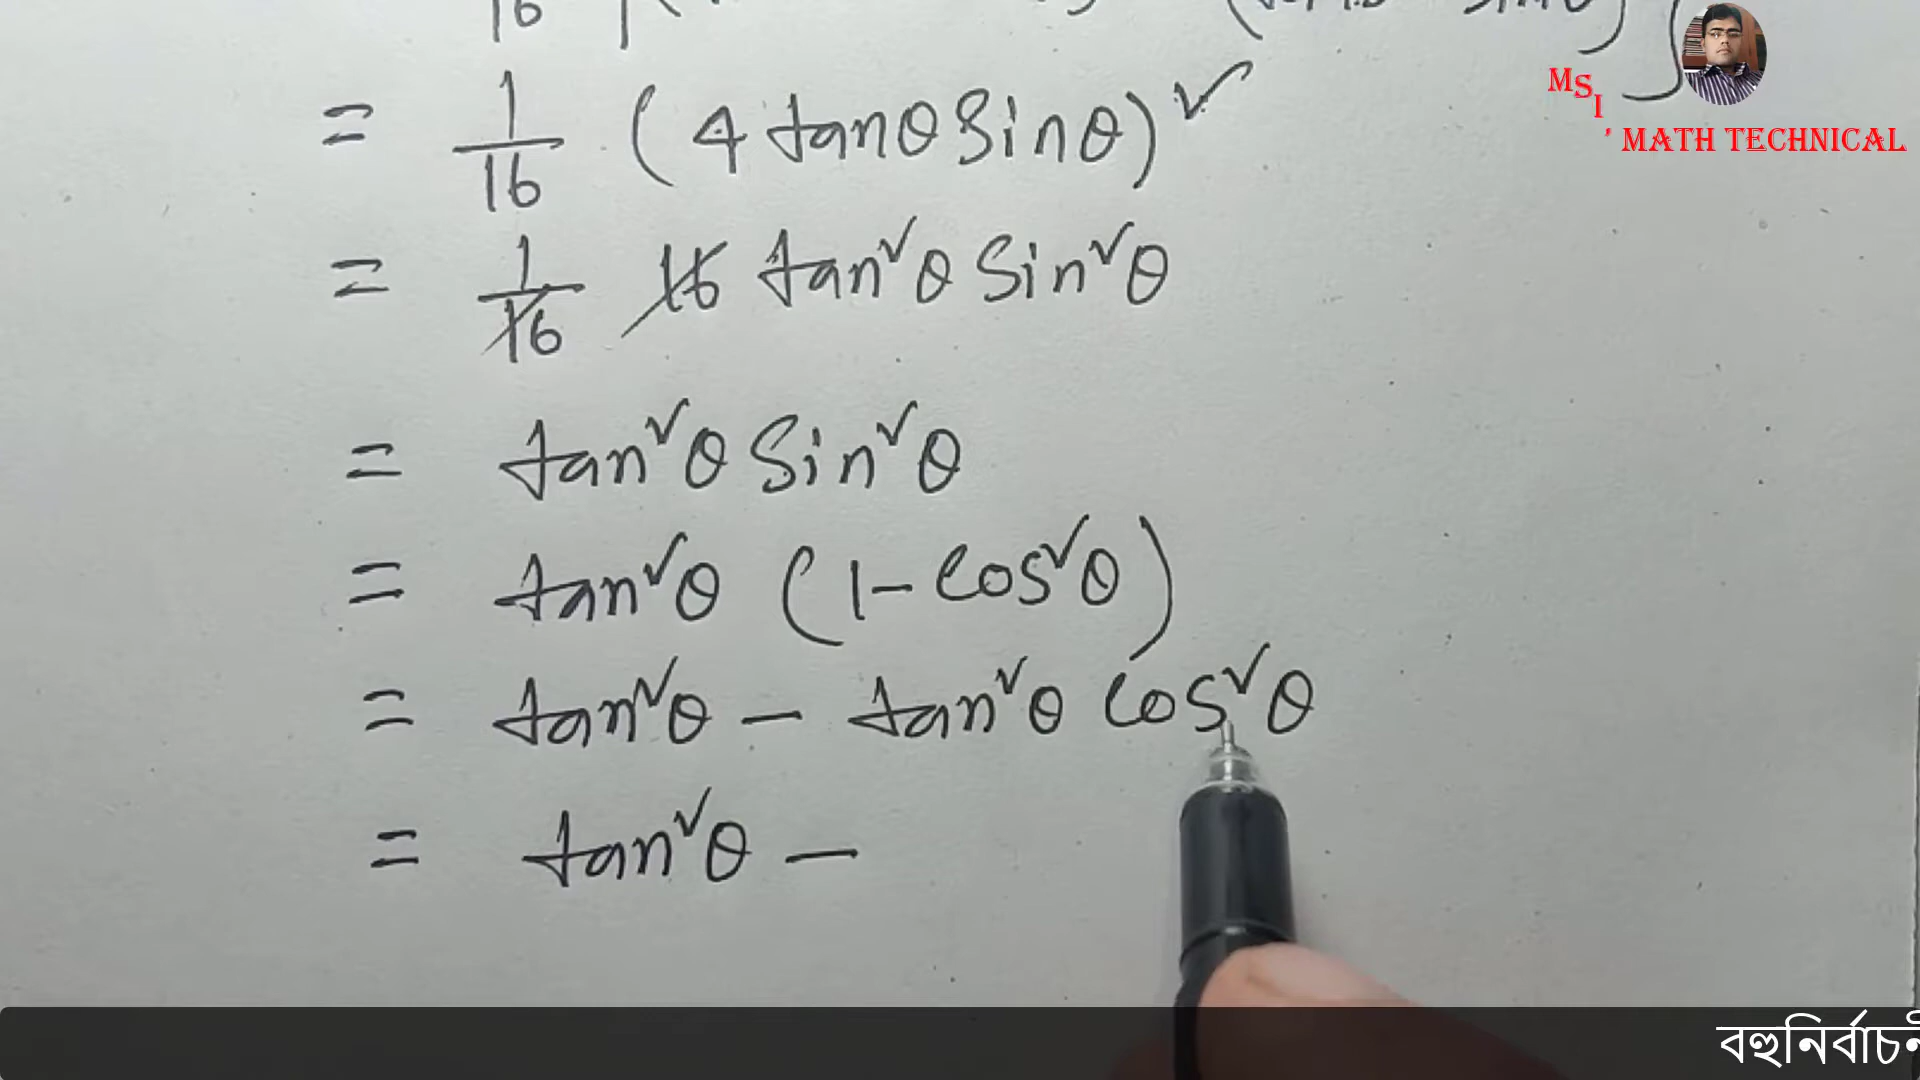 = 1/16 (4 tanθ Sinθ)²
= 1/16 16 tan²θ Sin²θ
= tan²θ Sin²θ
= tan²θ (1 - Cos²θ)
= tan²θ - tan²θ Cos²θ
= tan²θ -
MSI'
MATH TECHNICAL